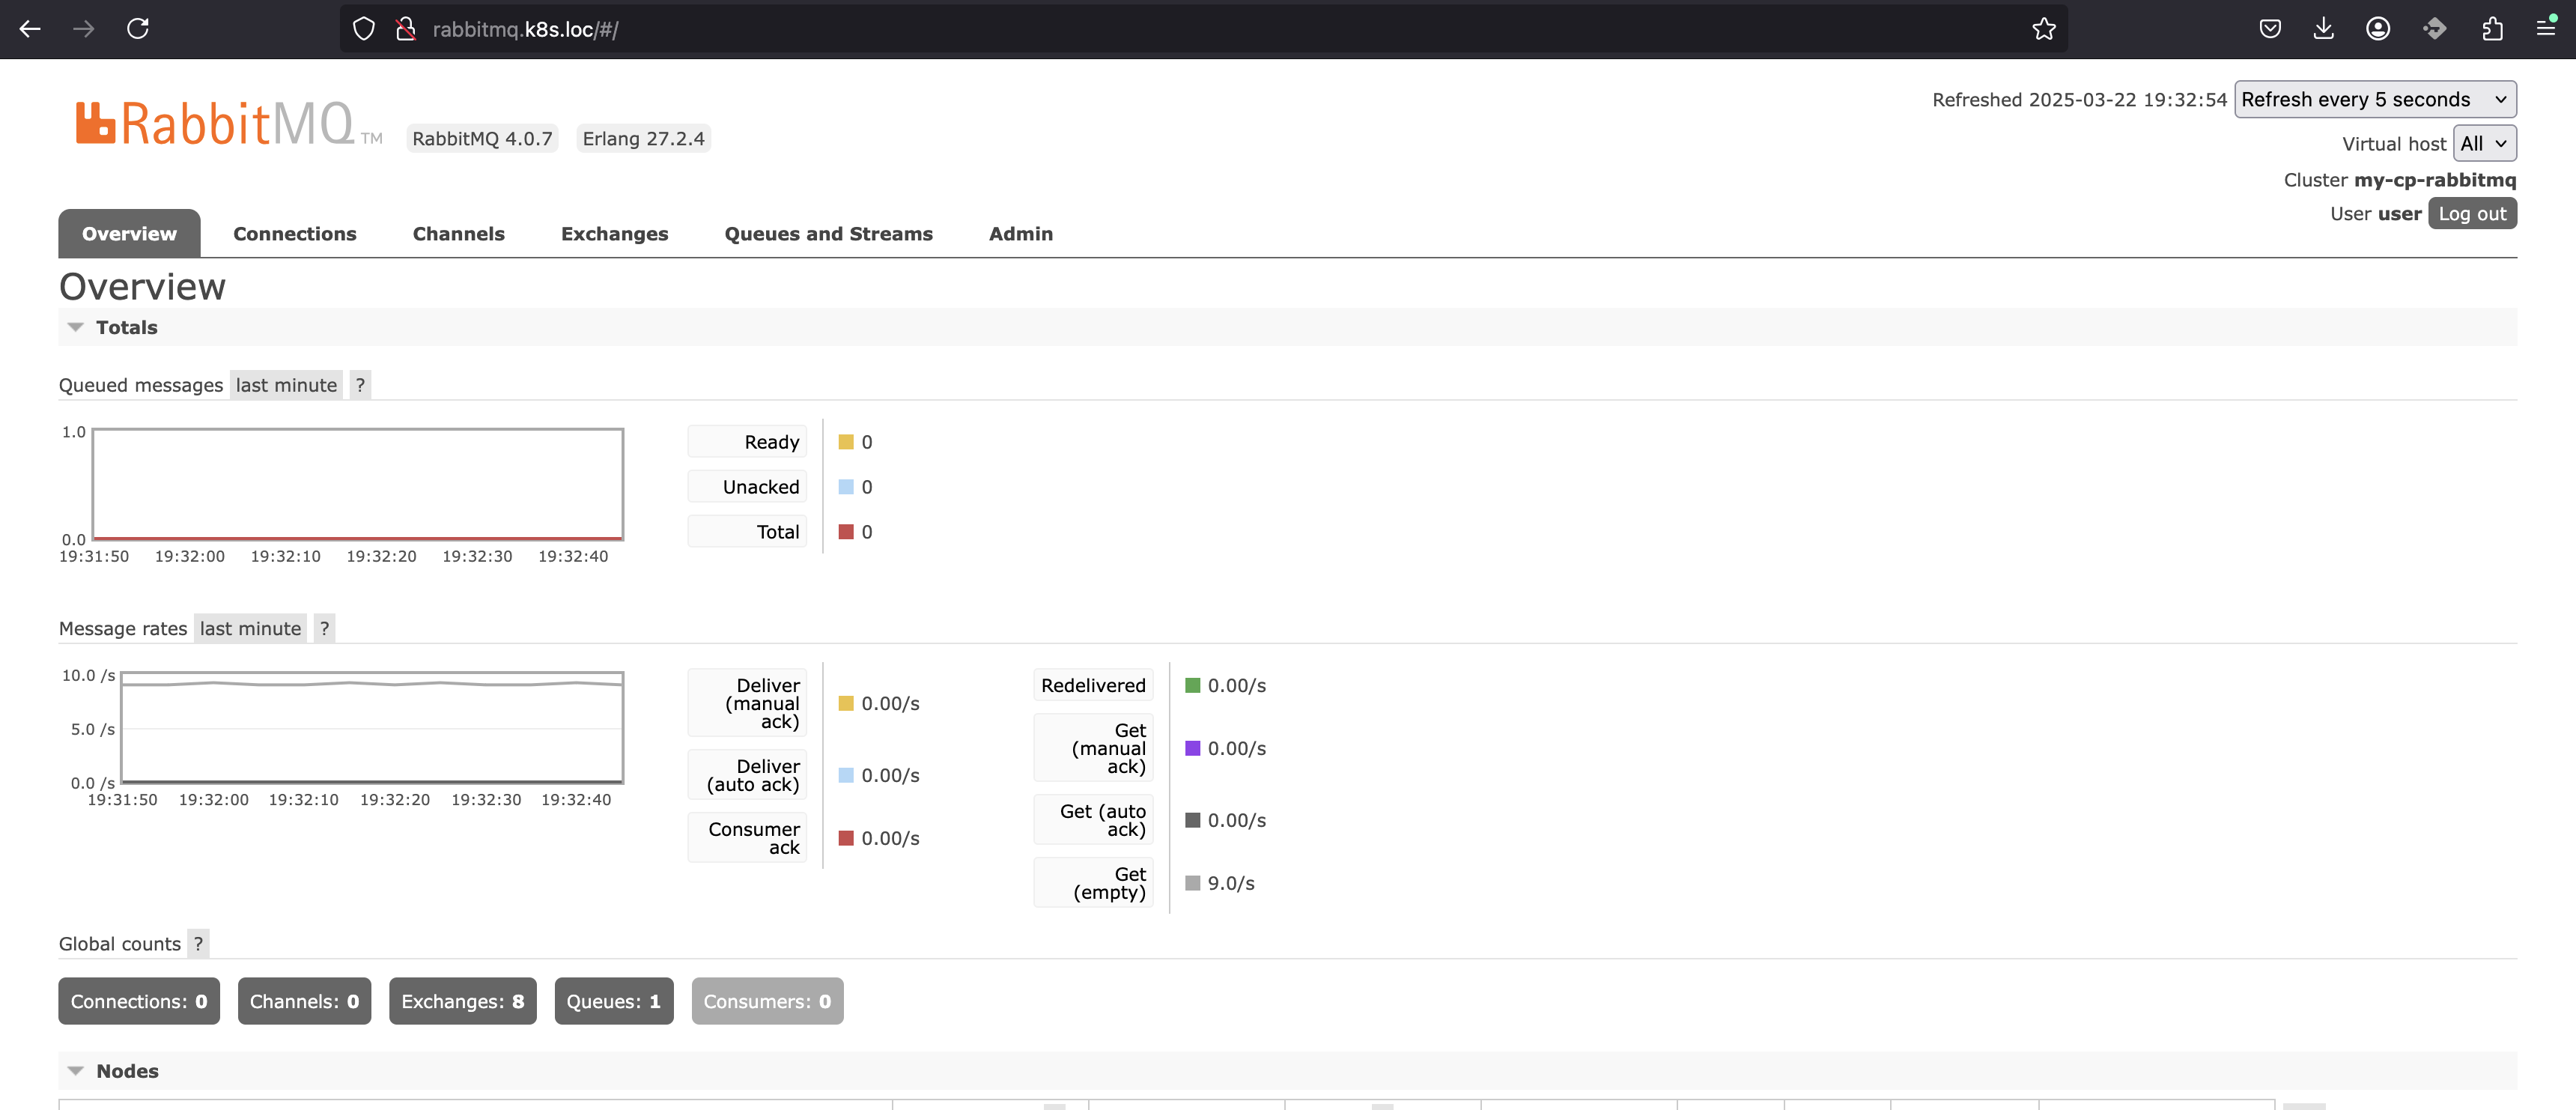 rabbitmq.k8s.loc/#/
Refreshed 2025-03-22 19:32:54 Refresh every 5 seconds
RabbitMQ TM RabbitMQ 4.0.7 Erlang 27.2.4
Virtual host All
Cluster my-cp-rabbitmq
User user Log out
Overview Connections Channels Exchanges Queues and Streams Admin
Overview
Totals
Queued messages last minute ?
1.0
0.0
19:31:50 19:32:00 19:32:10 19:32:20 19:32:30 19:32:40
Ready 0
Unacked 0
Total 0
Message rates last minute ?
10.0 /s
5.0 /s
0.0 /s
19:31:50 19:32:00 19:32:10 19:32:20 19:32:30 19:32:40
Deliver
(manual
ack)
0.00/s
Deliver
(auto ack)
0.00/s
Consumer
ack
0.00/s
Redelivered 0.00/s
Get
(manual
ack)
0.00/s
Get (auto
ack)
0.00/s
Get
(empty)
9.0/s
Global counts ?
Connections: 0 Channels: 0 Exchanges: 8 Queues: 1 Consumers: 0
Nodes